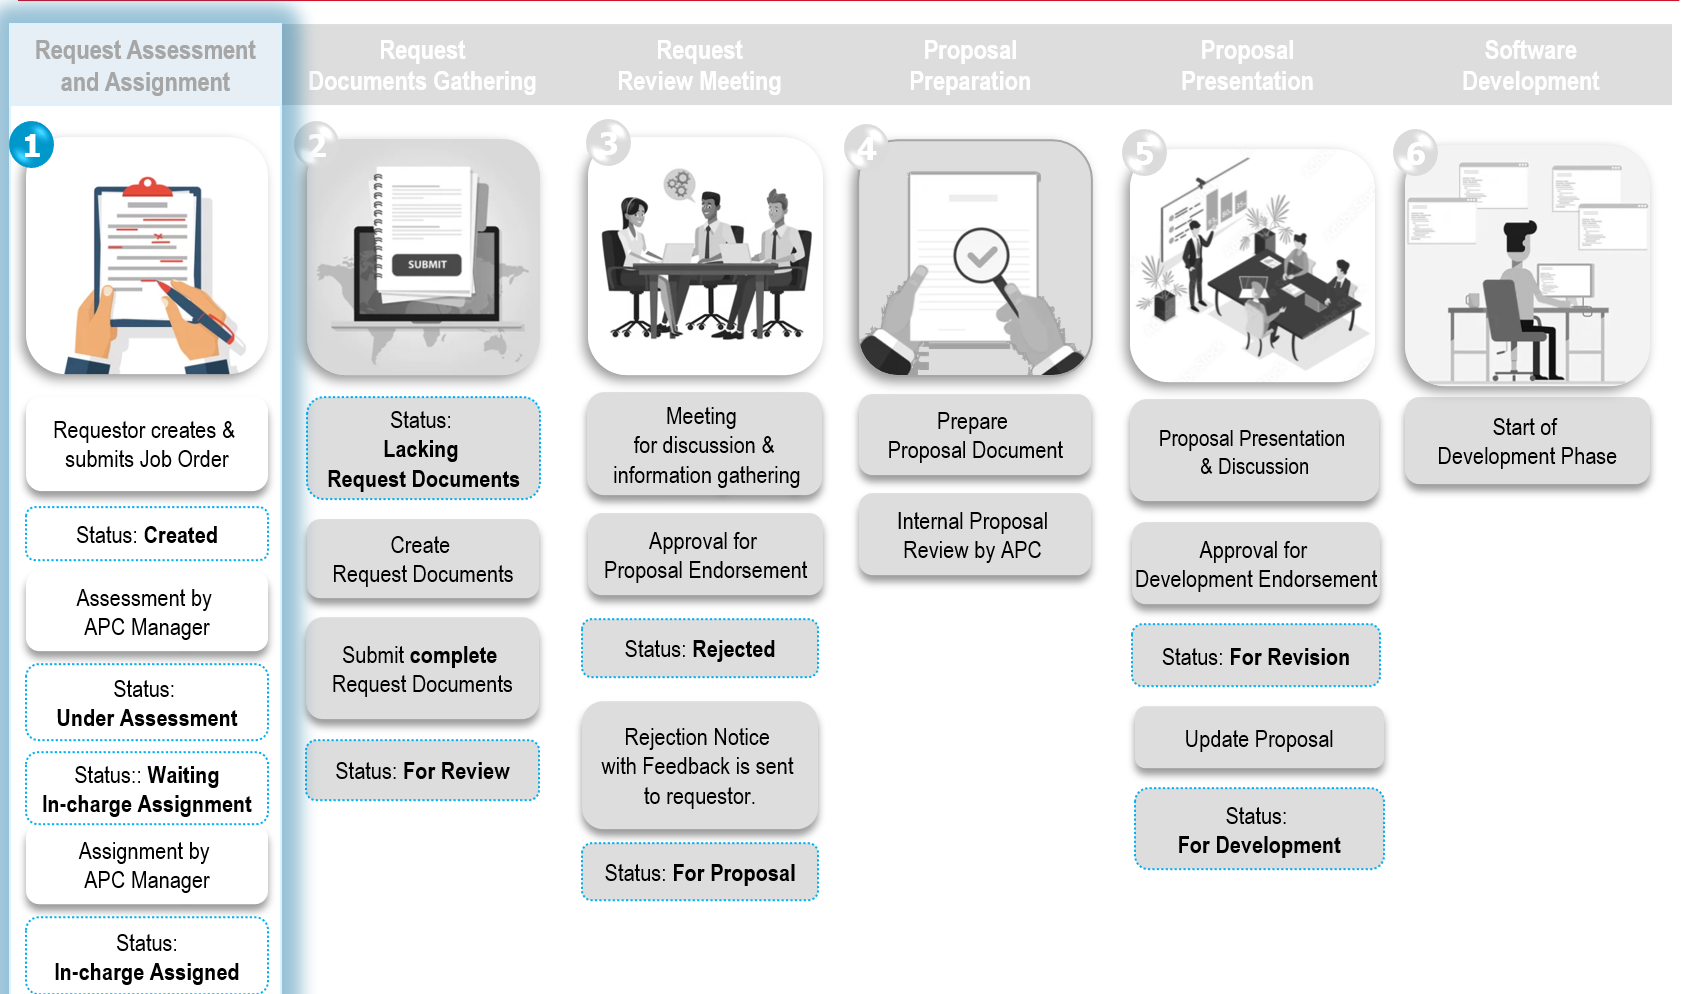 Request Assessment
and Assignment
1
Requestor creates &
submits Job Order
Status: Created
Assessment by
APC Manager
Status:
Under Assessment
Status:: Waiting
In-charge Assignment
Assignment by
APC Manager
Status:
In-charge Assigned
Request
Documents Gathering
2
SUBMIT
Status:
Lacking
Request Documents
Create
Request Documents
Submit complete
Request Documents
Status: For Review
Request
Review Meeting
3
Meeting
for discussion &
information gathering
Approval for
Proposal Endorsement
Status: Rejected
Rejection Notice
with Feedback is sent
to requestor.
Status: For Proposal
Proposal
Preparation
4
Prepare
Proposal Document
Internal Proposal
Review by APC
Proposal
Presentation
5
Proposal Presentation
& Discussion
Approval for
Development Endorsement
Status: For Revision
Update Proposal
Status:
For Development
Software
Development
6
Start of
Development Phase